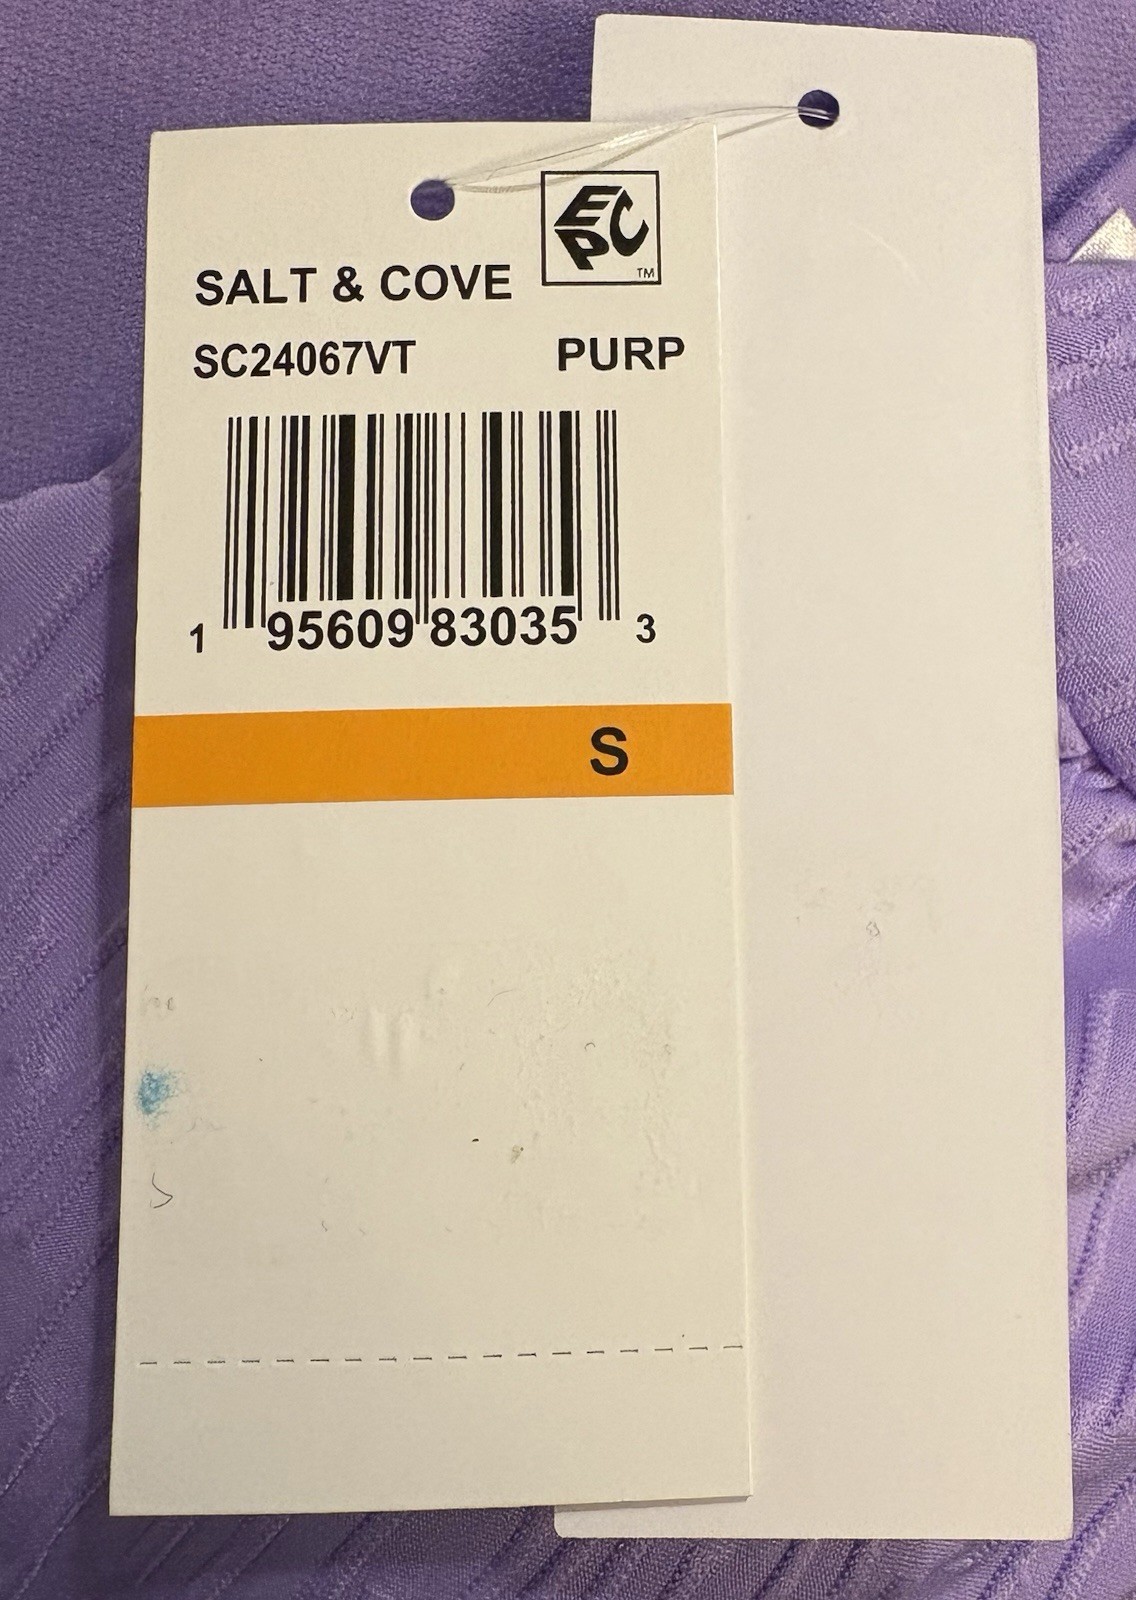 EPC
TM
SALT & COVE
SC24067VT PURP
1 95609 83035 3
S